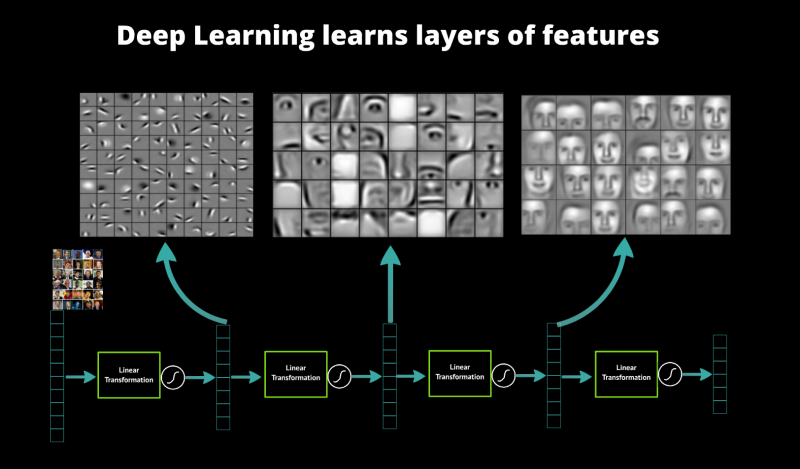 Deep Learning learns layers of features
Linear
Transformation
Linear
Transformation
Linear
Transformation
Linear
Transformation